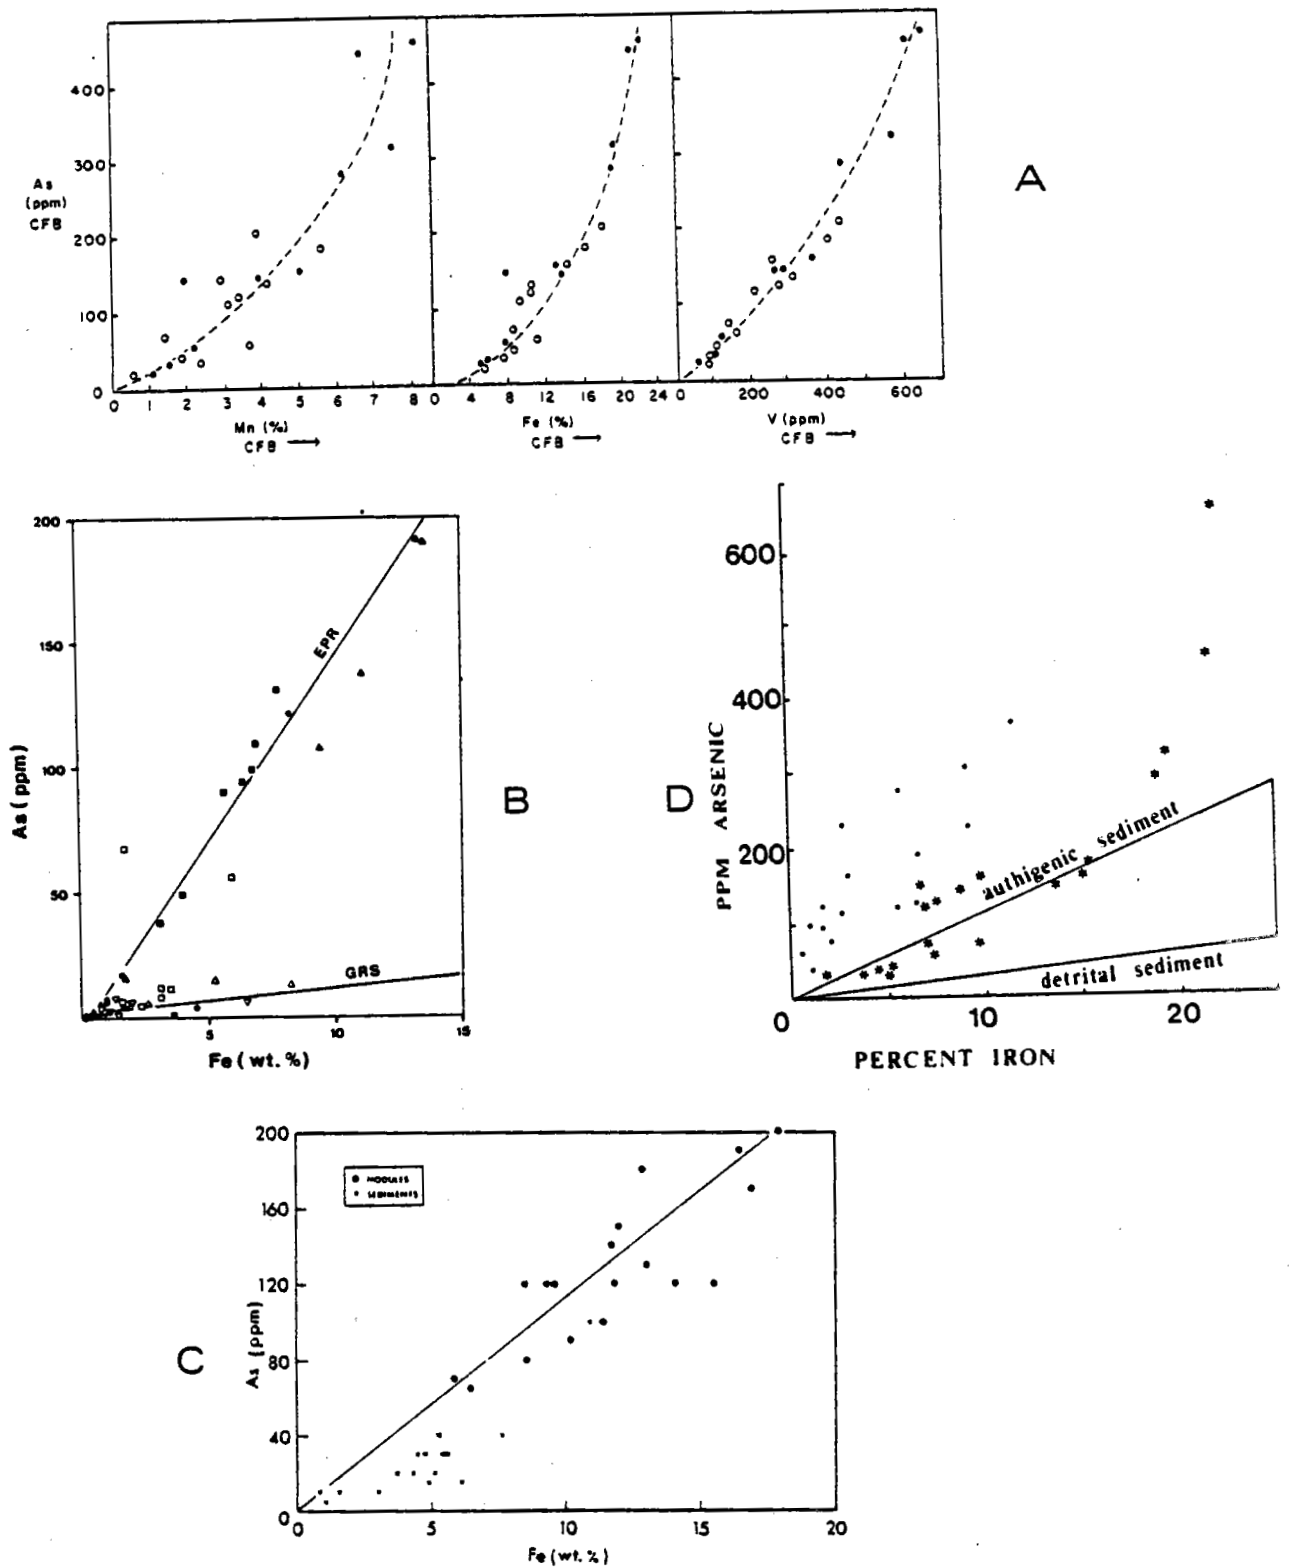 A
400
300
200
100
0
As
(ppm)
CFB
0 1 2 3 4 5 6 7 8 0 4 8 12 16 20 24 0 200 400 600
Mn (%)
CFB
Fe (%)
CFB
V (ppm)
CFB
B
200
150
100
50
As (ppm)
EPR
GRS
5 10 15
Fe (wt. %)
D
600
400
200
PPM ARSENIC
authigenic sediment
detrital sediment
0 10 20
PERCENT IRON
C
200
160
120
80
40
0
As (ppm)
NODULES
SEDIMENTS
0 5 10 15 20
Fe (wt. %)